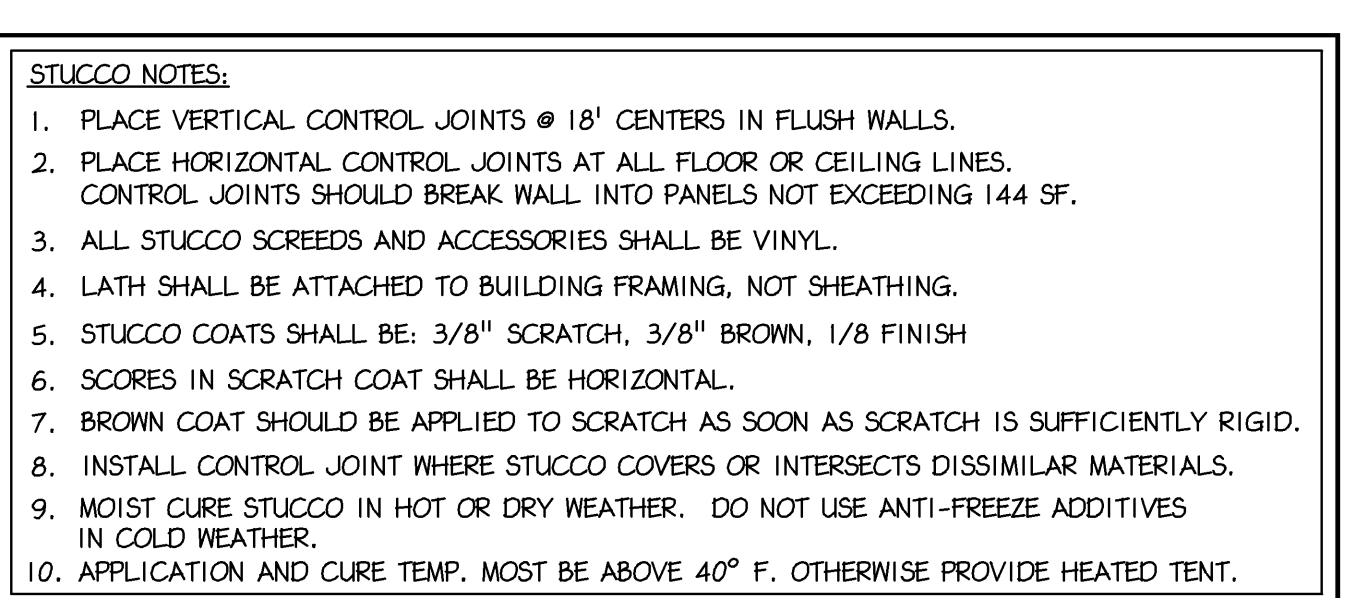 STUCCO NOTES:
1. PLACE VERTICAL CONTROL JOINTS @ 18' CENTERS IN FLUSH WALLS.
2. PLACE HORIZONTAL CONTROL JOINTS AT ALL FLOOR OR CEILING LINES.
CONTROL JOINTS SHOULD BREAK WALL INTO PANELS NOT EXCEEDING 144 SF.
3. ALL STUCCO SCREEDS AND ACCESSORIES SHALL BE VINYL.
4. LATH SHALL BE ATTACHED TO BUILDING FRAMING, NOT SHEATHING.
5. STUCCO COATS SHALL BE: 3/8" SCRATCH, 3/8" BROWN, 1/8 FINISH
6. SCORES IN SCRATCH COAT SHALL BE HORIZONTAL.
7. BROWN COAT SHOULD BE APPLIED TO SCRATCH AS SOON AS SCRATCH IS SUFFICIENTLY RIGID.
8. INSTALL CONTROL JOINT WHERE STUCCO COVERS OR INTERSECTS DISSIMILAR MATERIALS.
9. MOIST CURE STUCCO IN HOT OR DRY WEATHER. DO NOT USE ANTI-FREEZE ADDITIVES
IN COLD WEATHER.
10. APPLICATION AND CURE TEMP. MOST BE ABOVE 40° F. OTHERWISE PROVIDE HEATED TENT.